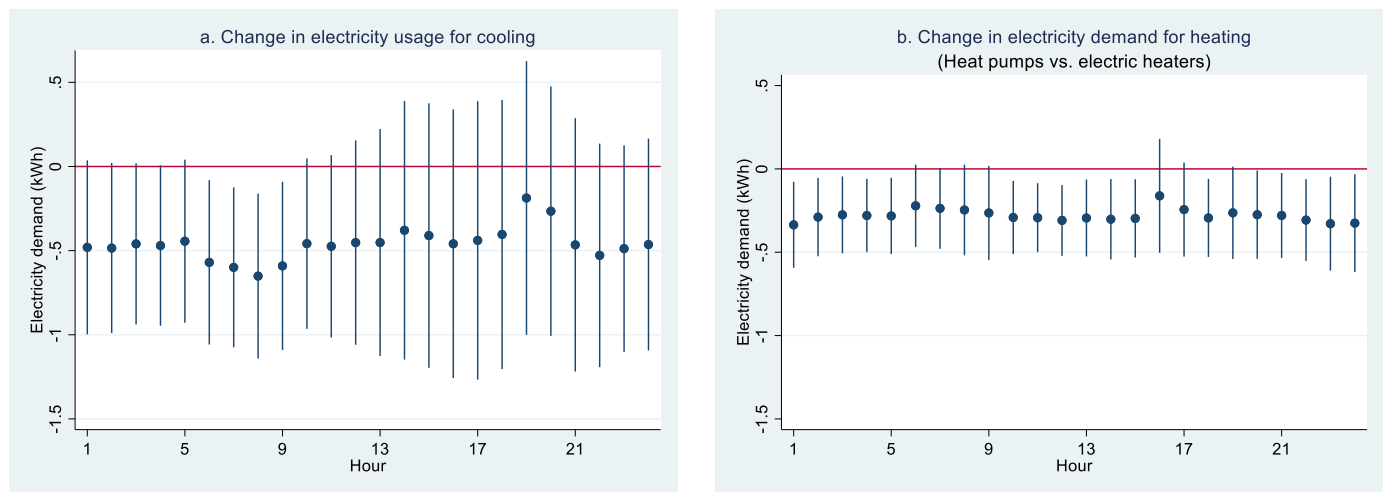 a. Change in electricity usage for cooling
Electricity demand (kWh)
.5
0
-.5
-1
-1.5
1 5 9 13 17 21
Hour
b. Change in electricity demand for heating
(Heat pumps vs. electric heaters)
Electricity demand (kWh)
.5
0
-.5
-1
-1.5
1 5 9 13 17 21
Hour